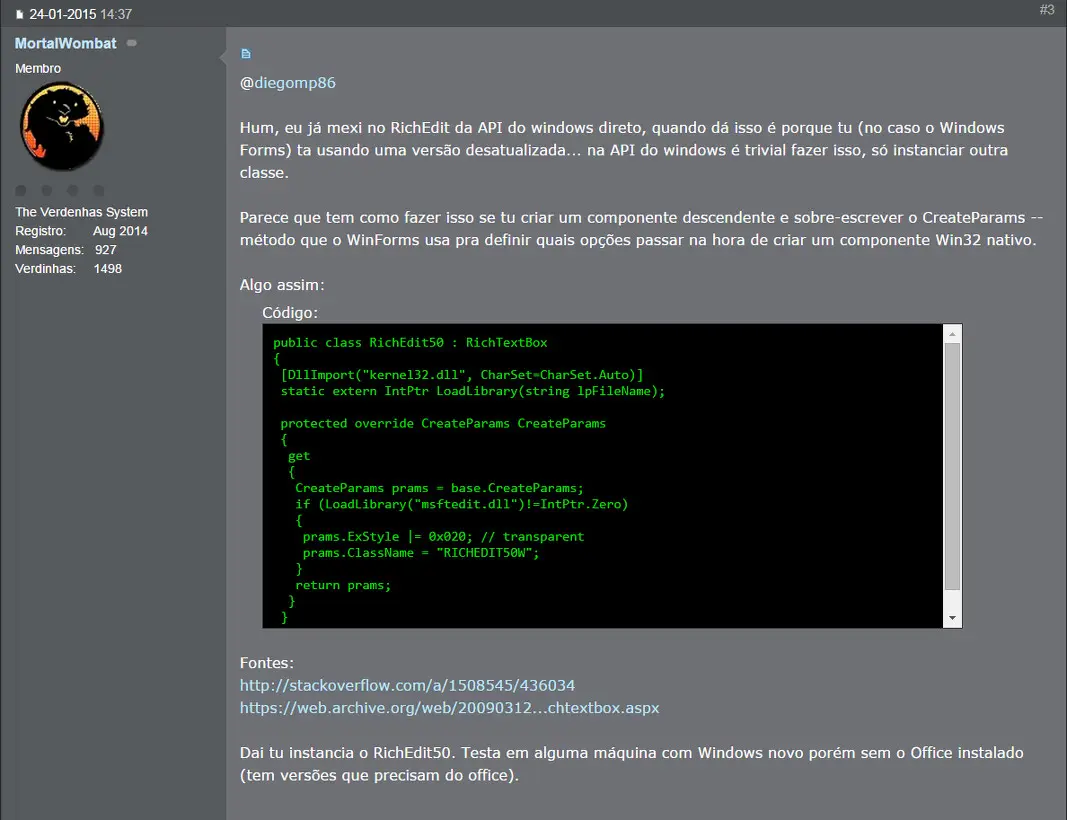 24-01-2015 14:37
#3
MortalWombat
Membro
The Verdenhas System
Registro: Aug 2014
Mensagens: 927
Verdinhas: 1498
@diegomp86
Hum, eu já mexi no RichEdit da API do windows direto, quando dá isso é porque tu (no caso o Windows
Forms) ta usando uma versão desatualizada... na API do windows é trivial fazer isso, só instanciar outra
classe.
Parece que tem como fazer isso se tu criar um componente descendente e sobre-escrever o CreateParams --
método que o WinForms usa pra definir quais opções passar na hora de criar um componente Win32 nativo.
Algo assim:
Código:
public class RichEdit50 : RichTextBox
{
[DllImport("kernel32.dll", CharSet=CharSet.Auto)]
static extern IntPtr LoadLibrary(string lpFileName);
protected override CreateParams CreateParams
{
get
{
CreateParams prams = base.CreateParams;
if (LoadLibrary("msftedit.dll")!=IntPtr.Zero)
{
prams.ExStyle |= 0x020; // transparent
prams.ClassName = "RICHEDIT50W";
}
return prams;
}
}
Fontes:
http://stackoverflow.com/a/1508545/436034
https://web.archive.org/web/20090312...chtextbox.aspx
Dai tu instancia o RichEdit50. Testa em alguma máquina com Windows novo porém sem o Office instalado
(tem versões que precisam do office).